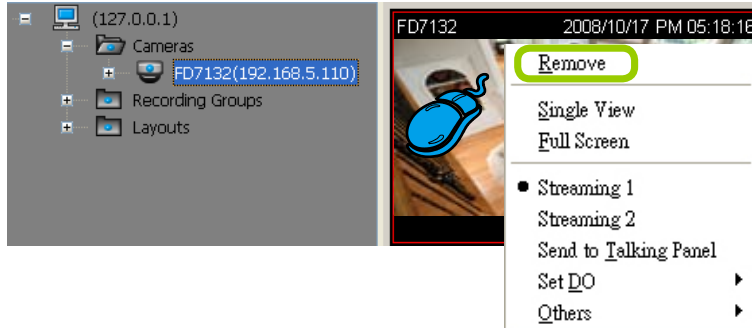 (127.0.0.1)
Cameras
FD7132(192.168.5.110)
Recording Groups
Layouts
FD7132 2008/10/17 PM 05:18:16
Remove
Single View
Full Screen
Streaming 1
Streaming 2
Send to Talking Panel
Set DO
Others